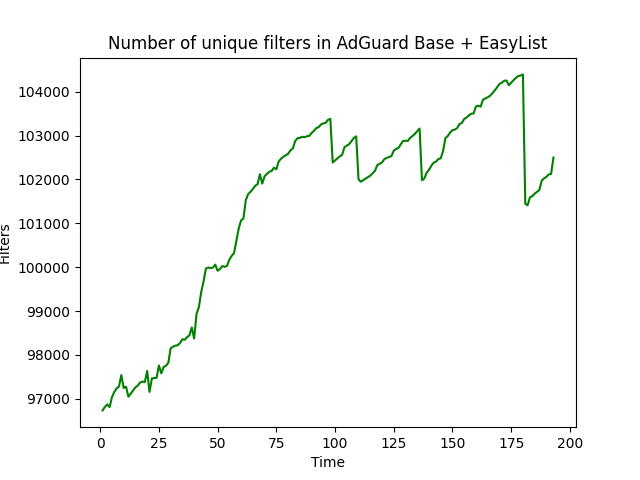 Number of unique filters in AdGuard Base + EasyList
104000
103000
102000
101000
100000
99000
98000
97000
Filters
0 25 50 75 100 125 150 175 200
Time